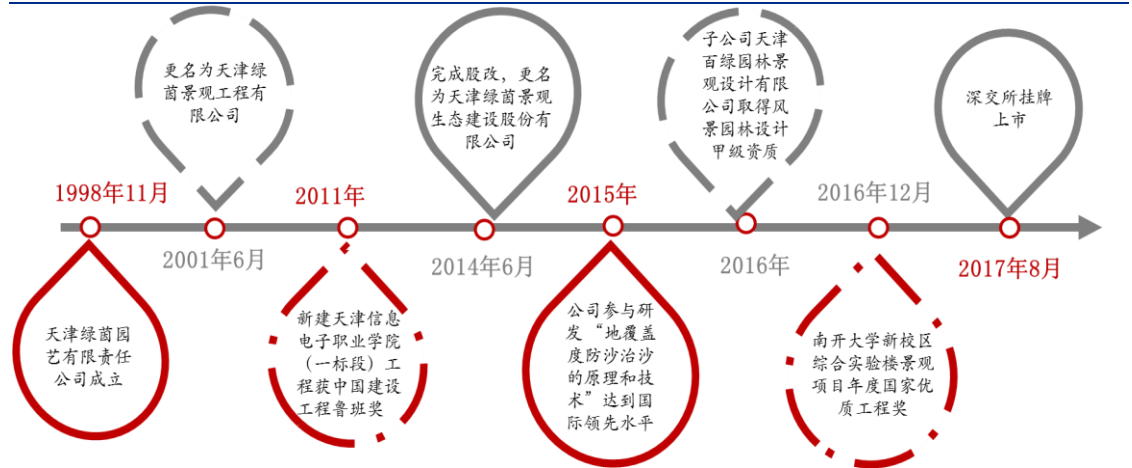 更名为天津绿
茵景观工程有
限公司
完成股改，更名
为天津绿茵景观
生态建设股份有
限公司
子公司天津
百绿园林景
观设计有限
公司取得风
景园林设计
甲级资质
深交所挂牌
上市
1998年11月
2011年
2015年
2016年12月
2001年6月
2014年6月
2016年
2017年8月
天津绿茵园
艺有限责任
公司成立
新建天津信息
电子职业学院
（一标段）工
程获中国建设
工程鲁班奖
公司参与研
发“地覆盖
度防沙治沙
的原理和技
术”达到国
际领先水平
南开大学新校区
综合实验楼景观
项目年度国家优
质工程奖